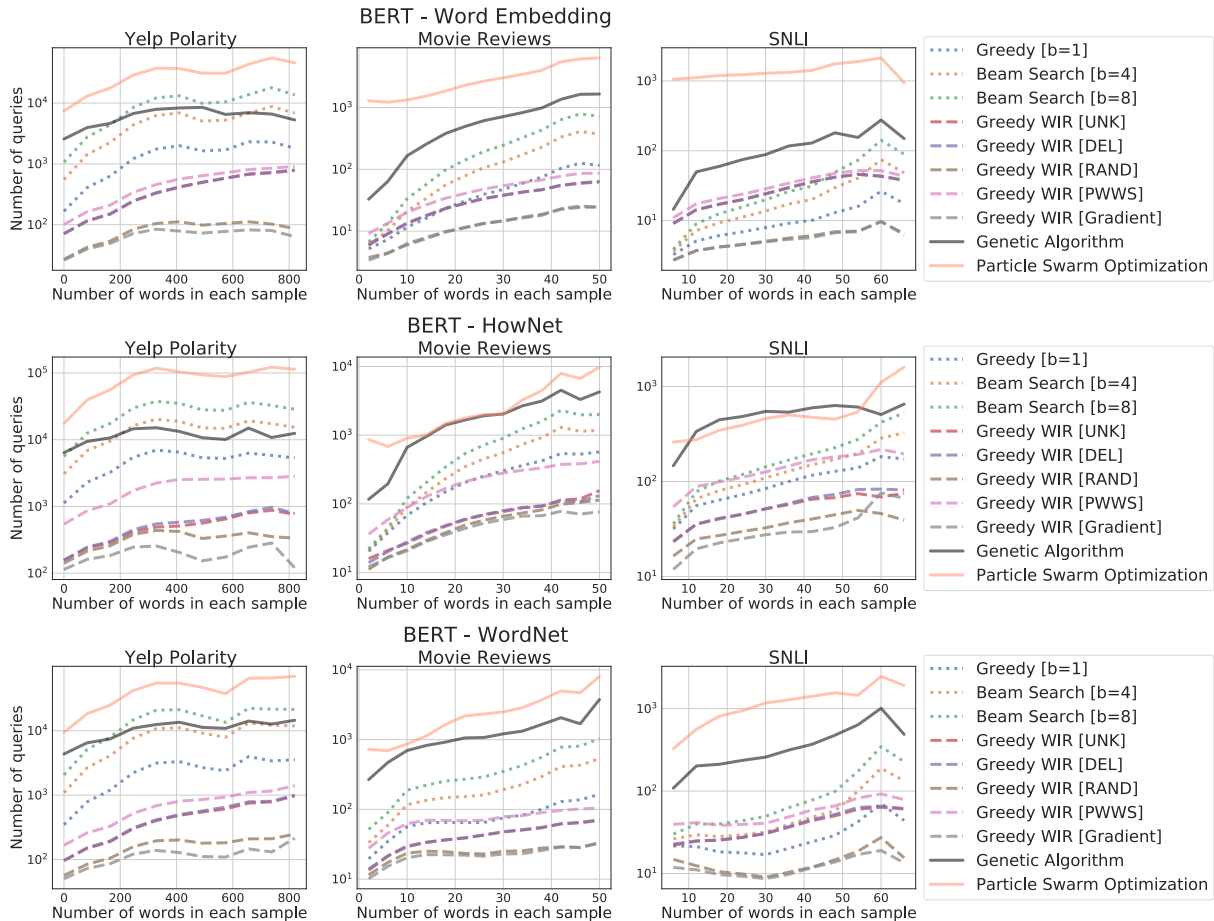 BERT - Word Embedding
Yelp Polarity
Movie Reviews
SNLI
Number of queries
10^4
10^3
10^2
0
200
400
600
800
Number of words in each sample
10^3
10^2
10^1
0
10
20
30
40
50
Number of words in each sample
10^3
10^2
10^1
10
20
30
40
50
60
Number of words in each sample
Greedy [b=1]
Beam Search [b=4]
Beam Search [b=8]
Greedy WIR [UNK]
Greedy WIR [DEL]
Greedy WIR [RAND]
Greedy WIR [PWWS]
Greedy WIR [Gradient]
Genetic Algorithm
Particle Swarm Optimization
BERT - HowNet
Yelp Polarity
Movie Reviews
SNLI
Number of queries
10^5
10^4
10^3
10^2
0
200
400
600
800
Number of words in each sample
10^4
10^3
10^2
10^1
0
10
20
30
40
50
Number of words in each sample
10^3
10^2
10^1
10
20
30
40
50
60
Number of words in each sample
Greedy [b=1]
Beam Search [b=4]
Beam Search [b=8]
Greedy WIR [UNK]
Greedy WIR [DEL]
Greedy WIR [RAND]
Greedy WIR [PWWS]
Greedy WIR [Gradient]
Genetic Algorithm
Particle Swarm Optimization
BERT - WordNet
Yelp Polarity
Movie Reviews
SNLI
Number of queries
10^4
10^3
10^2
0
200
400
600
800
Number of words in each sample
10^4
10^3
10^2
10^1
0
10
20
30
40
50
Number of words in each sample
10^3
10^2
10^1
10
20
30
40
50
60
Number of words in each sample
Greedy [b=1]
Beam Search [b=4]
Beam Search [b=8]
Greedy WIR [UNK]
Greedy WIR [DEL]
Greedy WIR [RAND]
Greedy WIR [PWWS]
Greedy WIR [Gradient]
Genetic Algorithm
Particle Swarm Optimization